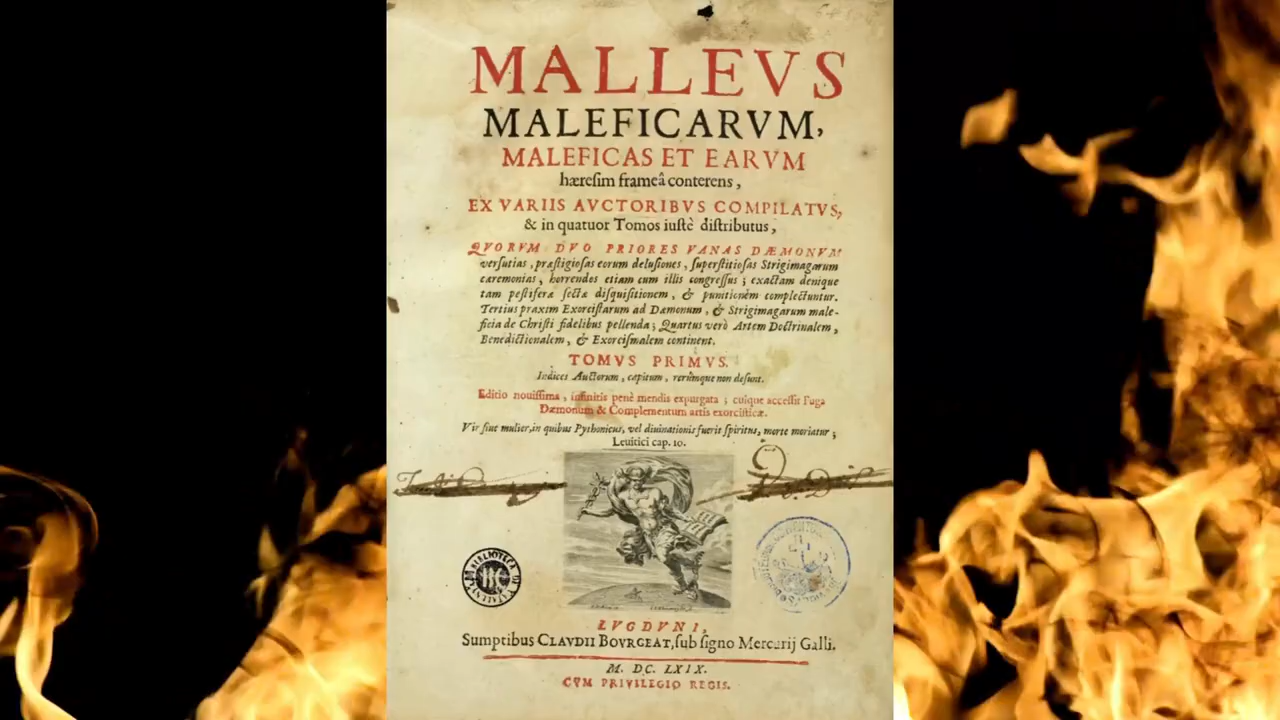 MALLEVS
MALEFICARVM,
MALEFICAS ET EARVM
hæresim frameâ conterens,
EX VARIIS AVCTORIBVS COMPILATVS,
& in quatuor Tomos iustè distributus,
QVORVM DVO PRIORES VANAS DÆMONVM
versutias, præstigiosas eorum delusiones, superstitiosas Strigimagarum
cæremonias, horrendos etiam cum illis congressus; exactam denique
tam pestiferæ sectæ disquisitionem, & punitionem complectuntur.
Tertius praxim Exorcistarum ad Dæmonum, & Strigimagarum male-
ficia de Christi fidelibus pellenda; Quartus verò Artem Doctrinalem,
Benedictionalem, & Exorcismalem continent.
TOMVS PRIMVS.
Indices Auctorum, capitum, rerúmque non desunt.
Editio nouissima, infinitis penè mendis expurgata; cuique accessit Fuga
Dæmonum & Complementum artis exorcisticæ.
Vir siue mulier, in quibus Pythonicus, vel diuinationis fuerit spiritus, morte moriatur;
Leuitici cap. 10.
BIBLIOTECA DE CATALUNYA
BC
LVGDVNI,
Sumptibus CLAVDII BOVRGEAT, sub signo Mercurij Galli.
M. DC. LXIX.
CVM PRIVILEGIO REGIS.